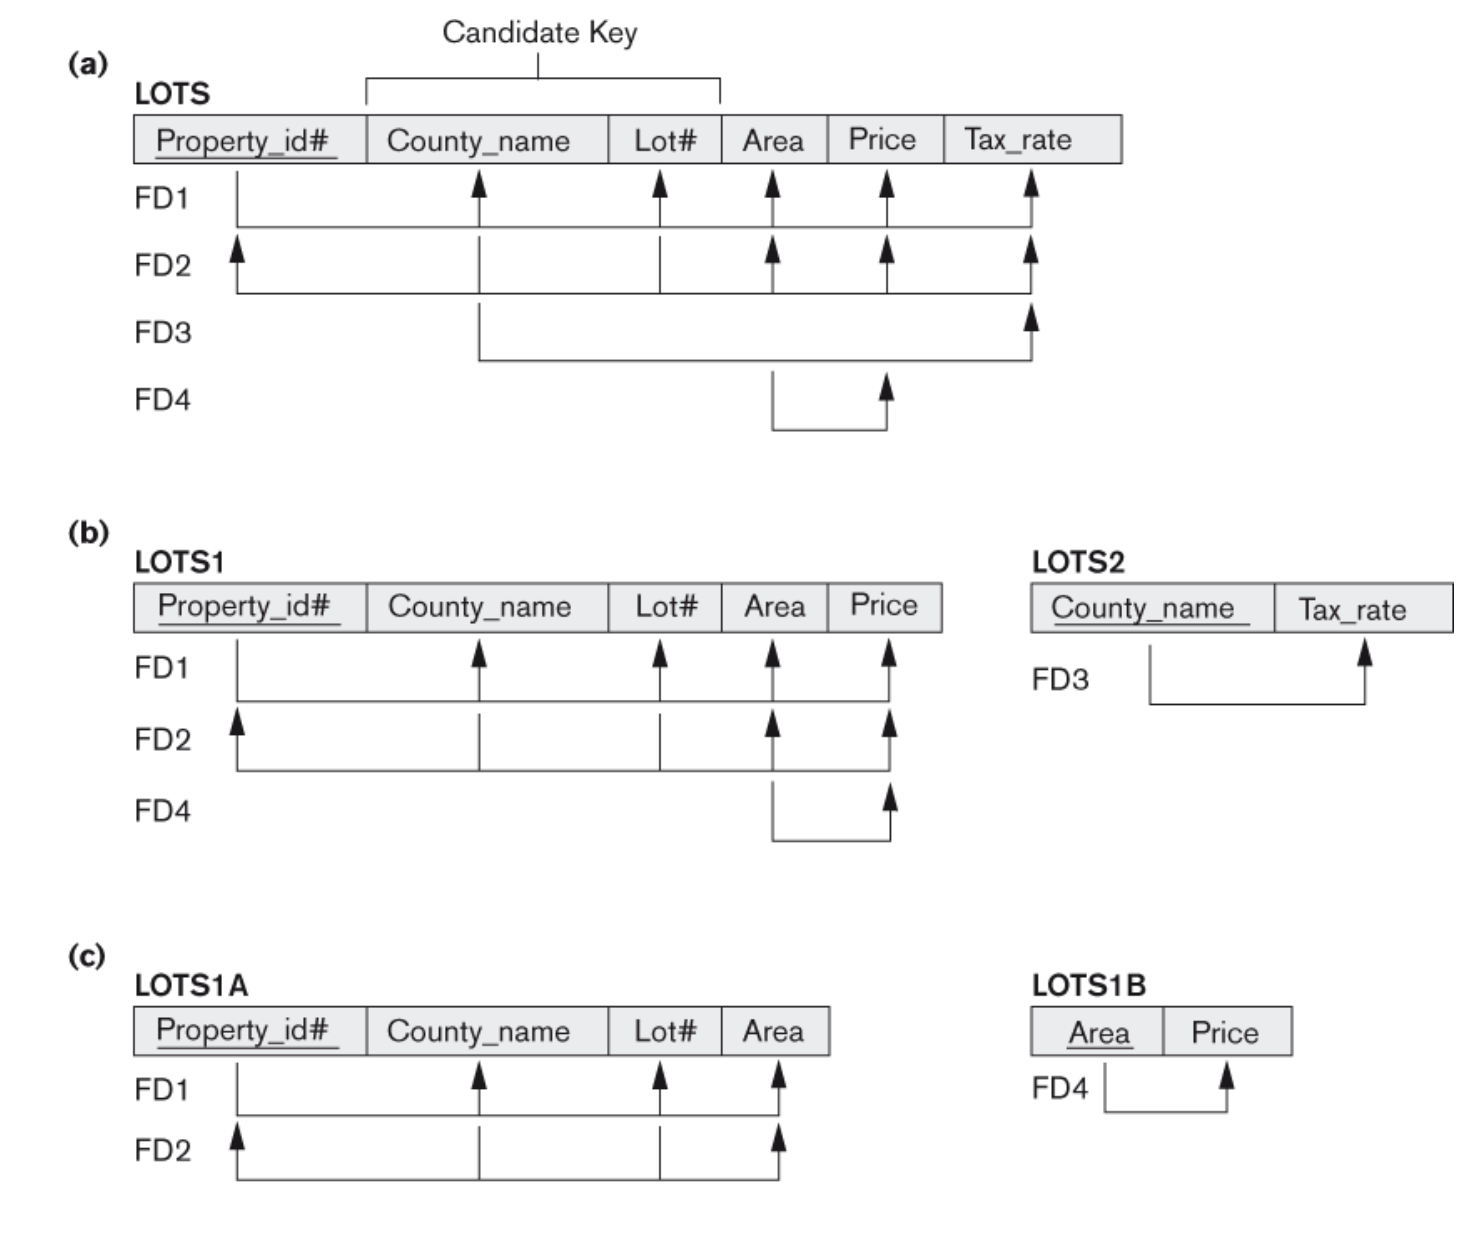 Candidate Key
(a)
LOTS
Property_id# County_name Lot# Area Price Tax_rate
FD1
FD2
FD3
FD4
(b)
LOTS1
Property_id# County_name Lot# Area Price
FD1
FD2
FD4
LOTS2
County_name Tax_rate
FD3
(c)
LOTS1A
Property_id# County_name Lot# Area
FD1
FD2
LOTS1B
Area Price
FD4